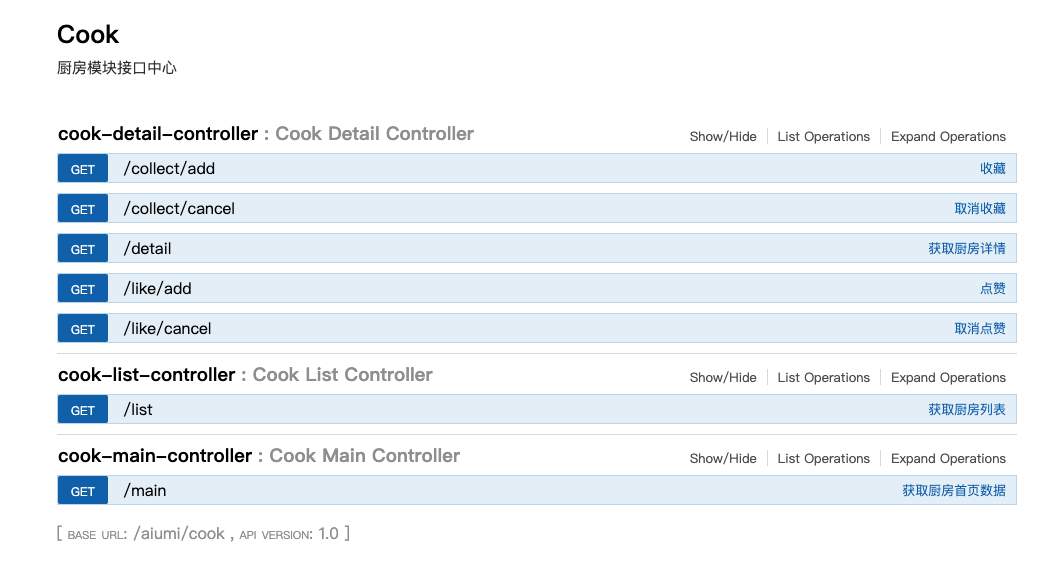 Cook
厨房模块接口中心
cook-detail-controller : Cook Detail Controller Show/Hide List Operations Expand Operations
GET /collect/add 收藏
GET /collect/cancel 取消收藏
GET /detail 获取厨房详情
GET /like/add 点赞
GET /like/cancel 取消点赞
cook-list-controller : Cook List Controller Show/Hide List Operations Expand Operations
GET /list 获取厨房列表
cook-main-controller : Cook Main Controller Show/Hide List Operations Expand Operations
GET /main 获取厨房首页数据
[ BASE URL: /aiumi/cook , API VERSION: 1.0 ]